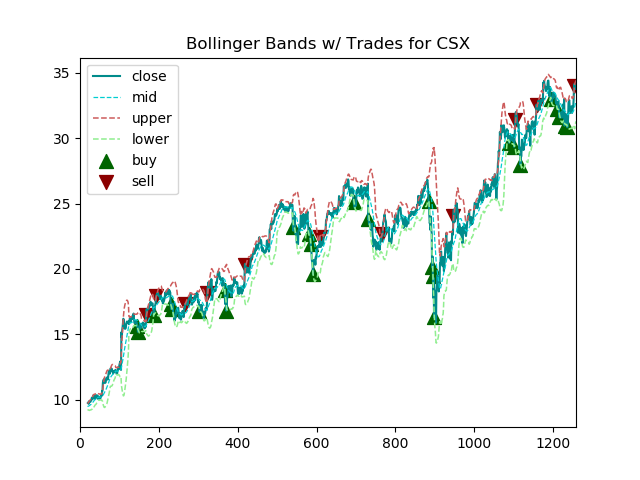 Bollinger Bands w/ Trades for CSX
close
mid
upper
lower
buy
sell
35
30
25
20
15
10
0 200 400 600 800 1000 1200